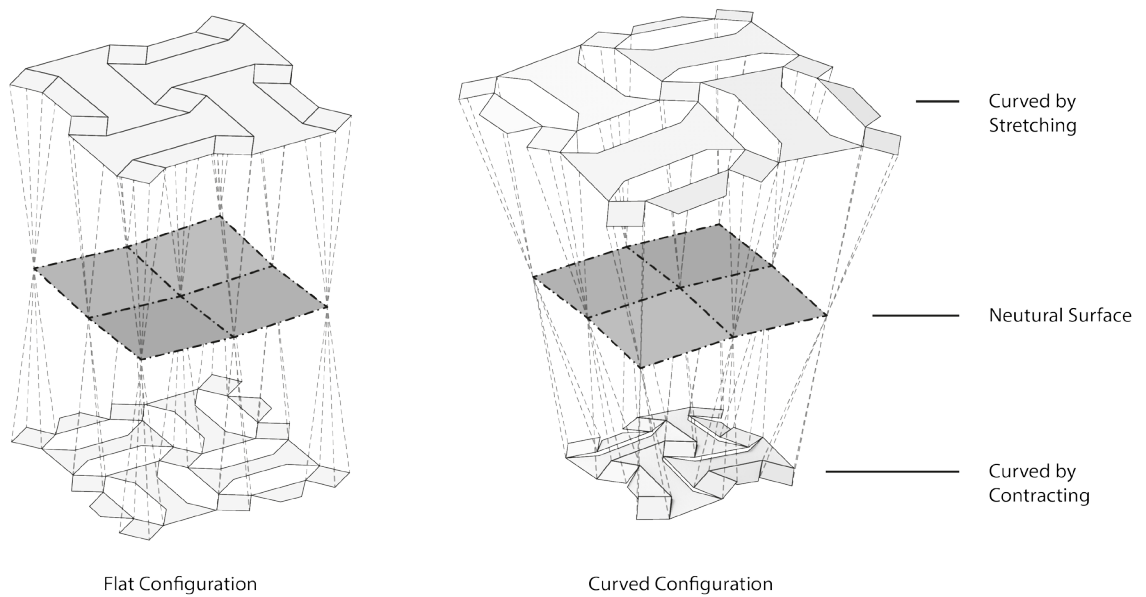 Curved by
Stretching
Neutural Surface
Curved by
Contracting
Flat Configuration
Curved Configuration